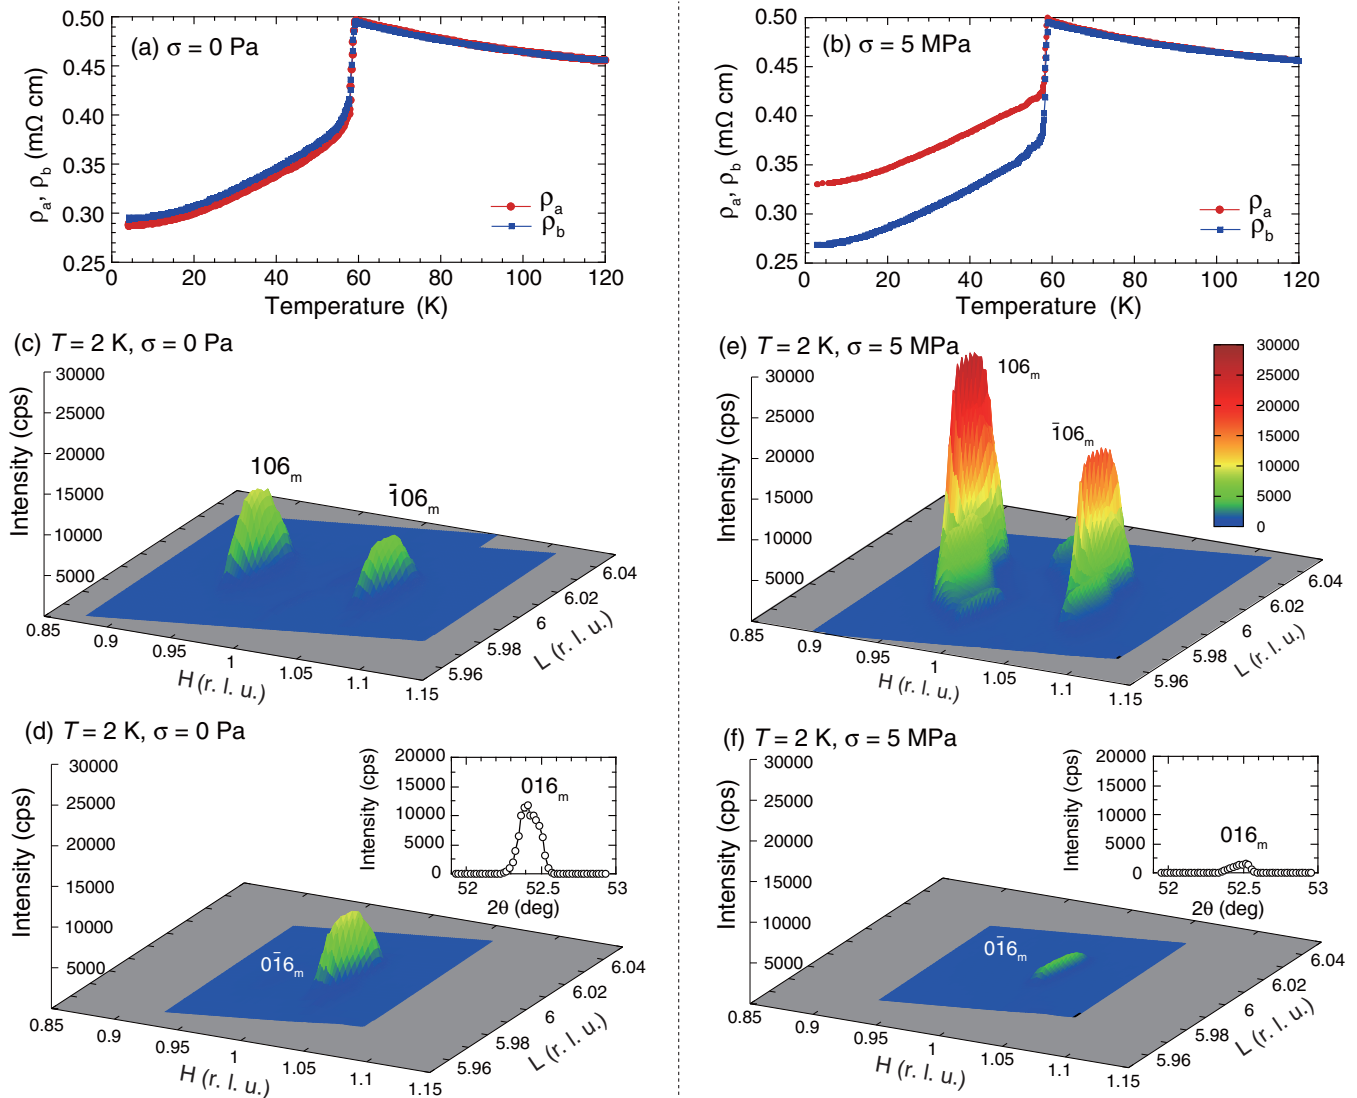 (a) σ = 0 Pa
0.50
0.45
0.40
0.35
0.30
0.25
ρa, ρb (mΩ cm)
ρa
ρb
0 20 40 60 80 100 120
Temperature (K)
(b) σ = 5 MPa
0.50
0.45
0.40
0.35
0.30
0.25
ρa, ρb (mΩ cm)
ρa
ρb
0 20 40 60 80 100 120
Temperature (K)
(c) T = 2 K, σ = 0 Pa
30000
25000
20000
15000
10000
5000
Intensity (cps)
106m
1̄06m
0.85 0.9 0.95 1 1.05 1.1 1.15
H (r. l. u.)
5.96 5.98 6 6.02 6.04
L (r. l. u.)
(e) T = 2 K, σ = 5 MPa
30000
25000
20000
15000
10000
5000
Intensity (cps)
106m
1̄06m
30000
25000
20000
15000
10000
5000
0
0.85 0.9 0.95 1 1.05 1.1 1.15
H (r. l. u.)
5.96 5.98 6 6.02 6.04
L (r. l. u.)
(d) T = 2 K, σ = 0 Pa
30000
25000
20000
15000
10000
5000
Intensity (cps)
01̄6m
20000
15000
10000
5000
0
Intensity (cps)
016m
52 52.5 53
2θ (deg)
0.85 0.9 0.95 1 1.05 1.1 1.15
H (r. l. u.)
5.96 5.98 6 6.02 6.04
L (r. l. u.)
(f) T = 2 K, σ = 5 MPa
30000
25000
20000
15000
10000
5000
Intensity (cps)
01̄6m
20000
15000
10000
5000
0
Intensity (cps)
016m
52 52.5 53
2θ (deg)
0.85 0.9 0.95 1 1.05 1.1 1.15
H (r. l. u.)
5.96 5.98 6 6.02 6.04
L (r. l. u.)